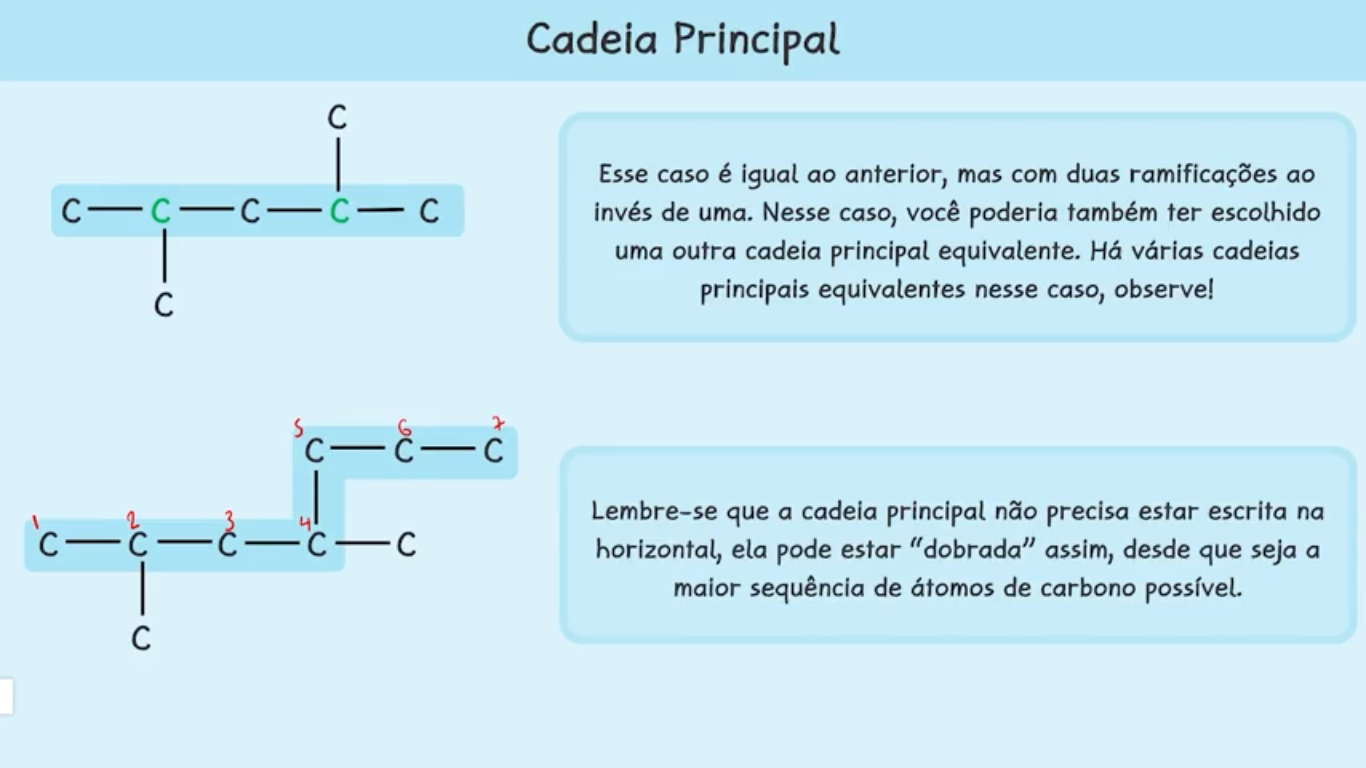 Cadeia Principal
C
C C C C C
C
Esse caso é igual ao anterior, mas com duas ramificações ao
invés de uma. Nesse caso, você poderia também ter escolhido
uma outra cadeia principal equivalente. Há várias cadeias
principais equivalentes nesse caso, observe!
5 6 7
C C C
1 2 3 4
C C C C C
C
Lembre-se que a cadeia principal não precisa estar escrita na
horizontal, ela pode estar “dobrada” assim, desde que seja a
maior sequência de átomos de carbono possível.